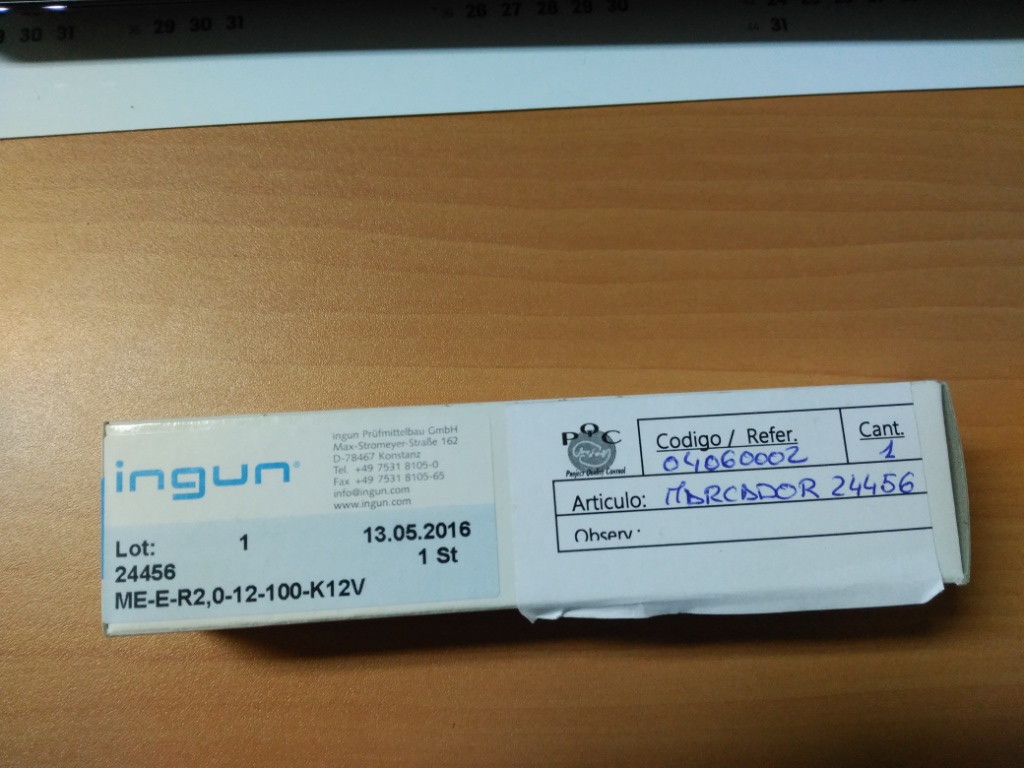 30 31
29 30 31
26 27 28 29 30
31
ingun
ingun Prüfmittelbau GmbH
Max-Stromeyer-Straße 162
D-78467 Konstanz
Tel. +49 7531 8105-0
Fax +49 7531 8105-65
info@ingun.com
www.ingun.com
Lot: 1 13.05.2016
24456 1 St
ME-E-R2,0-12-100-K12V
PQC
Project Quality Control
Codigo / Refer.
04060002
Cant.
1
Articulo: MARCADOR 24456
Observ.: